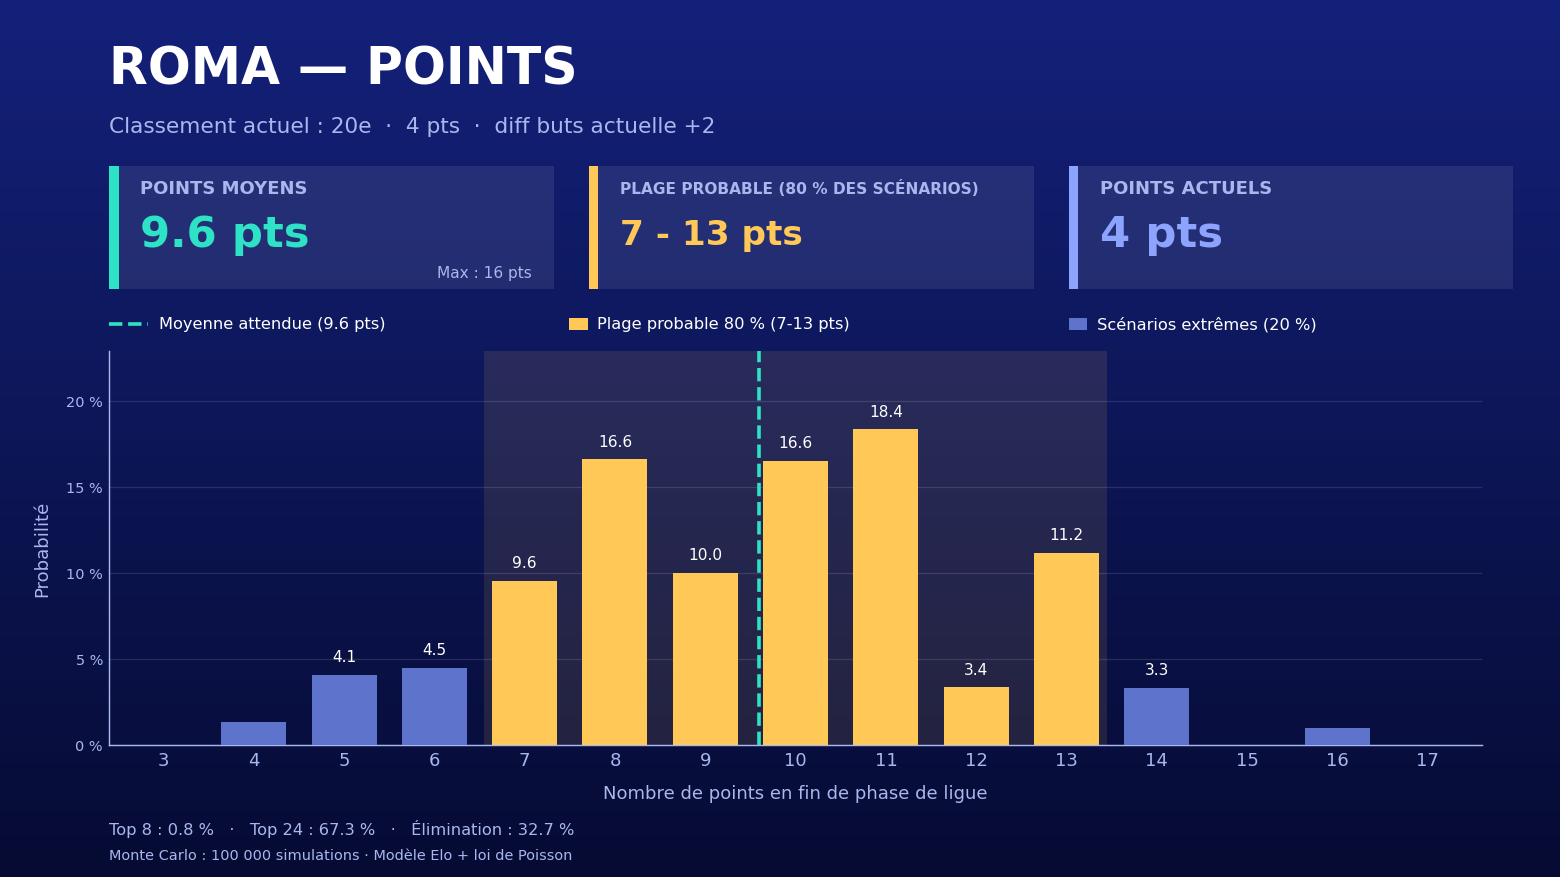 ROMA — POINTS
Classement actuel : 20e · 4 pts · diff buts actuelle +2
POINTS MOYENS
9.6 pts
Max : 16 pts
PLAGE PROBABLE (80 % DES SCÉNARIOS)
7 - 13 pts
POINTS ACTUELS
4 pts
Moyenne attendue (9.6 pts)
Plage probable 80 % (7-13 pts)
Scénarios extrêmes (20 %)
Probabilité
20 %
15 %
10 %
5 %
0 %
4.1
4.5
9.6
16.6
10.0
16.6
18.4
3.4
11.2
3.3
3 4 5 6 7 8 9 10 11 12 13 14 15 16 17
Nombre de points en fin de phase de ligue
Top 8 : 0.8 % · Top 24 : 67.3 % · Élimination : 32.7 %
Monte Carlo : 100 000 simulations · Modèle Elo + loi de Poisson